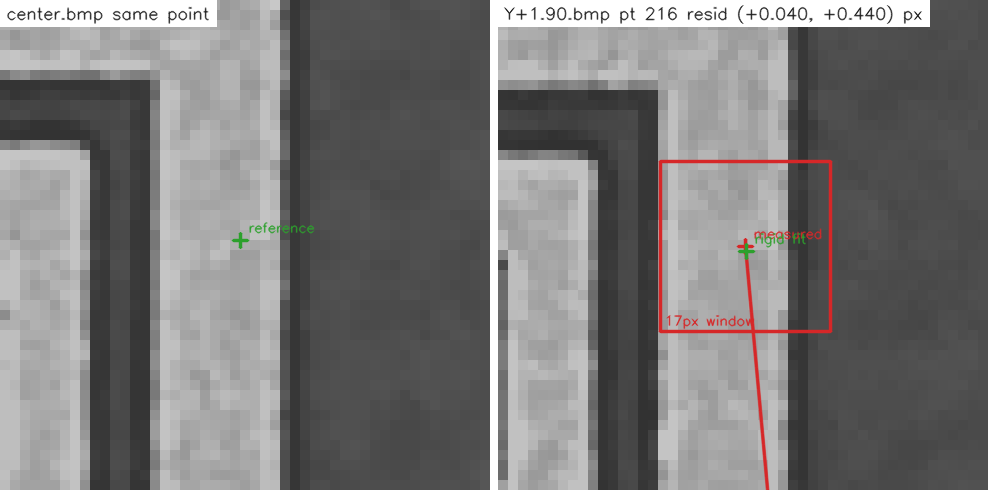 center.bmp same point
Y+1.90.bmp pt 216 resid (+0.040, +0.440) px
reference
measured
rigid fit
17px window